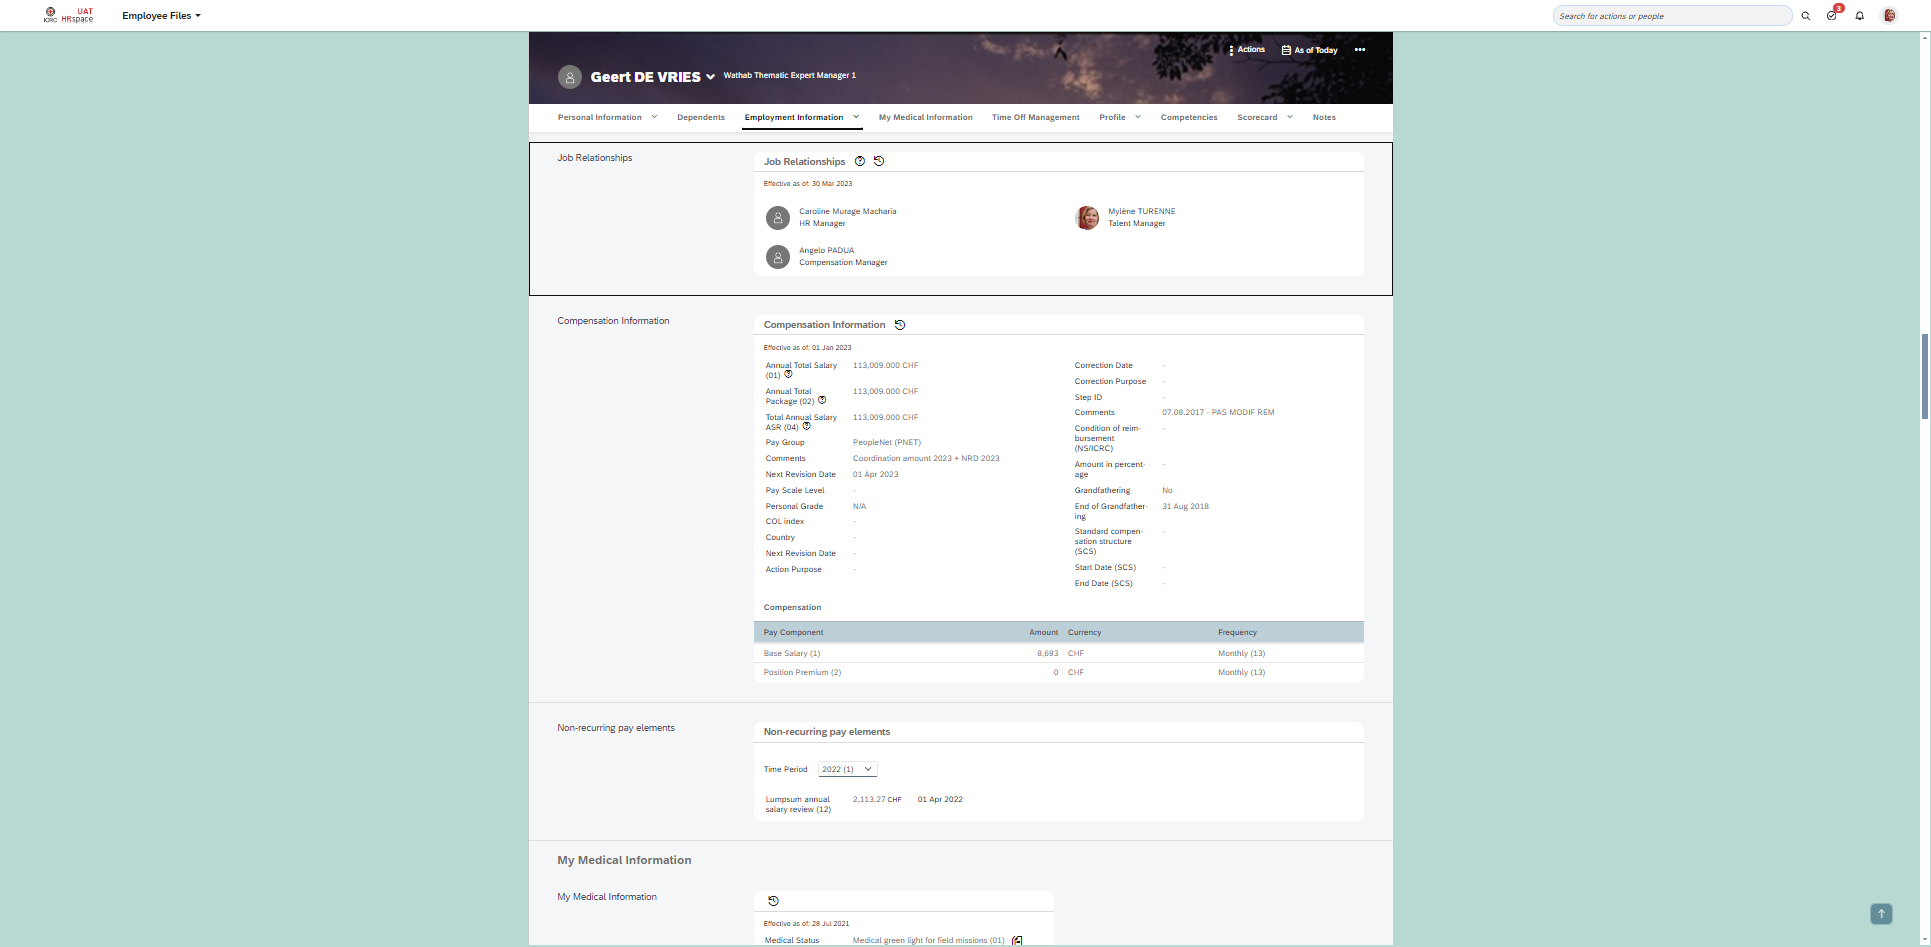 UAT
ICRC HRspace
Employee Files
Search for actions or people
3
Actions
As of Today
Geert DE VRIES
Wathab Thematic Expert Manager 1
Personal Information
Dependents
Employment Information
My Medical Information
Time Off Management
Profile
Competencies
Scorecard
Notes
Job Relationships
Job Relationships
Effective as of: 30 Mar 2023
Caroline Murage Macharia
HR Manager
Mylène TURENNE
Talent Manager
Angelo PADUA
Compensation Manager
Compensation Information
Compensation Information
Effective as of: 01 Jan 2023
Annual Total Salary
(01)
113,009.000 CHF
Annual Total
Package (02)
113,009.000 CHF
Total Annual Salary
ASR (04)
113,009.000 CHF
Pay Group PeopleNet (PNET)
Comments Coordination amount 2023 + NRD 2023
Next Revision Date 01 Apr 2023
Pay Scale Level -
Personal Grade N/A
COL index -
Country -
Next Revision Date -
Action Purpose -
Correction Date -
Correction Purpose -
Step ID -
Comments 07.08.2017 - PAS MODIF REM
Condition of reim- -
bursement
(NS/ICRC)
Amount in percent- -
age
Grandfathering No
End of Grandfather- 31 Aug 2018
ing
Standard compen- -
sation structure
(SCS)
Start Date (SCS) -
End Date (SCS) -
Compensation
Pay Component Amount Currency Frequency
Base Salary (1) 8,693 CHF Monthly (13)
Position Premium (2) 0 CHF Monthly (13)
Non-recurring pay elements
Non-recurring pay elements
Time Period 2022 (1)
Lumpsum annual 2,113.27 CHF 01 Apr 2022
salary review (12)
My Medical Information
My Medical Information
Effective as of: 28 Jul 2021
Medical Status Medical green light for field missions (01)